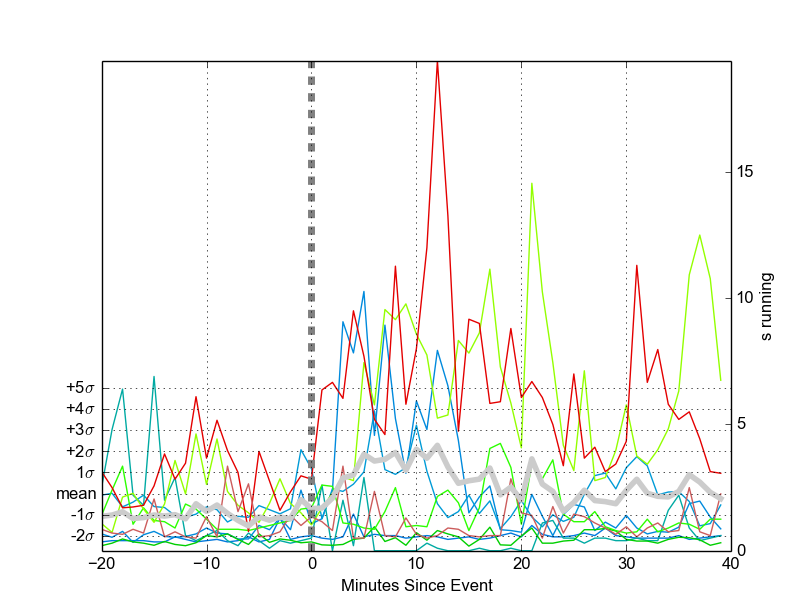 15
10
s running
+5σ
+4σ
+3σ
5
+2σ
1σ
mean
-1σ
-2σ
0
−20
−10
0
10
20
30
40
Minutes Since Event